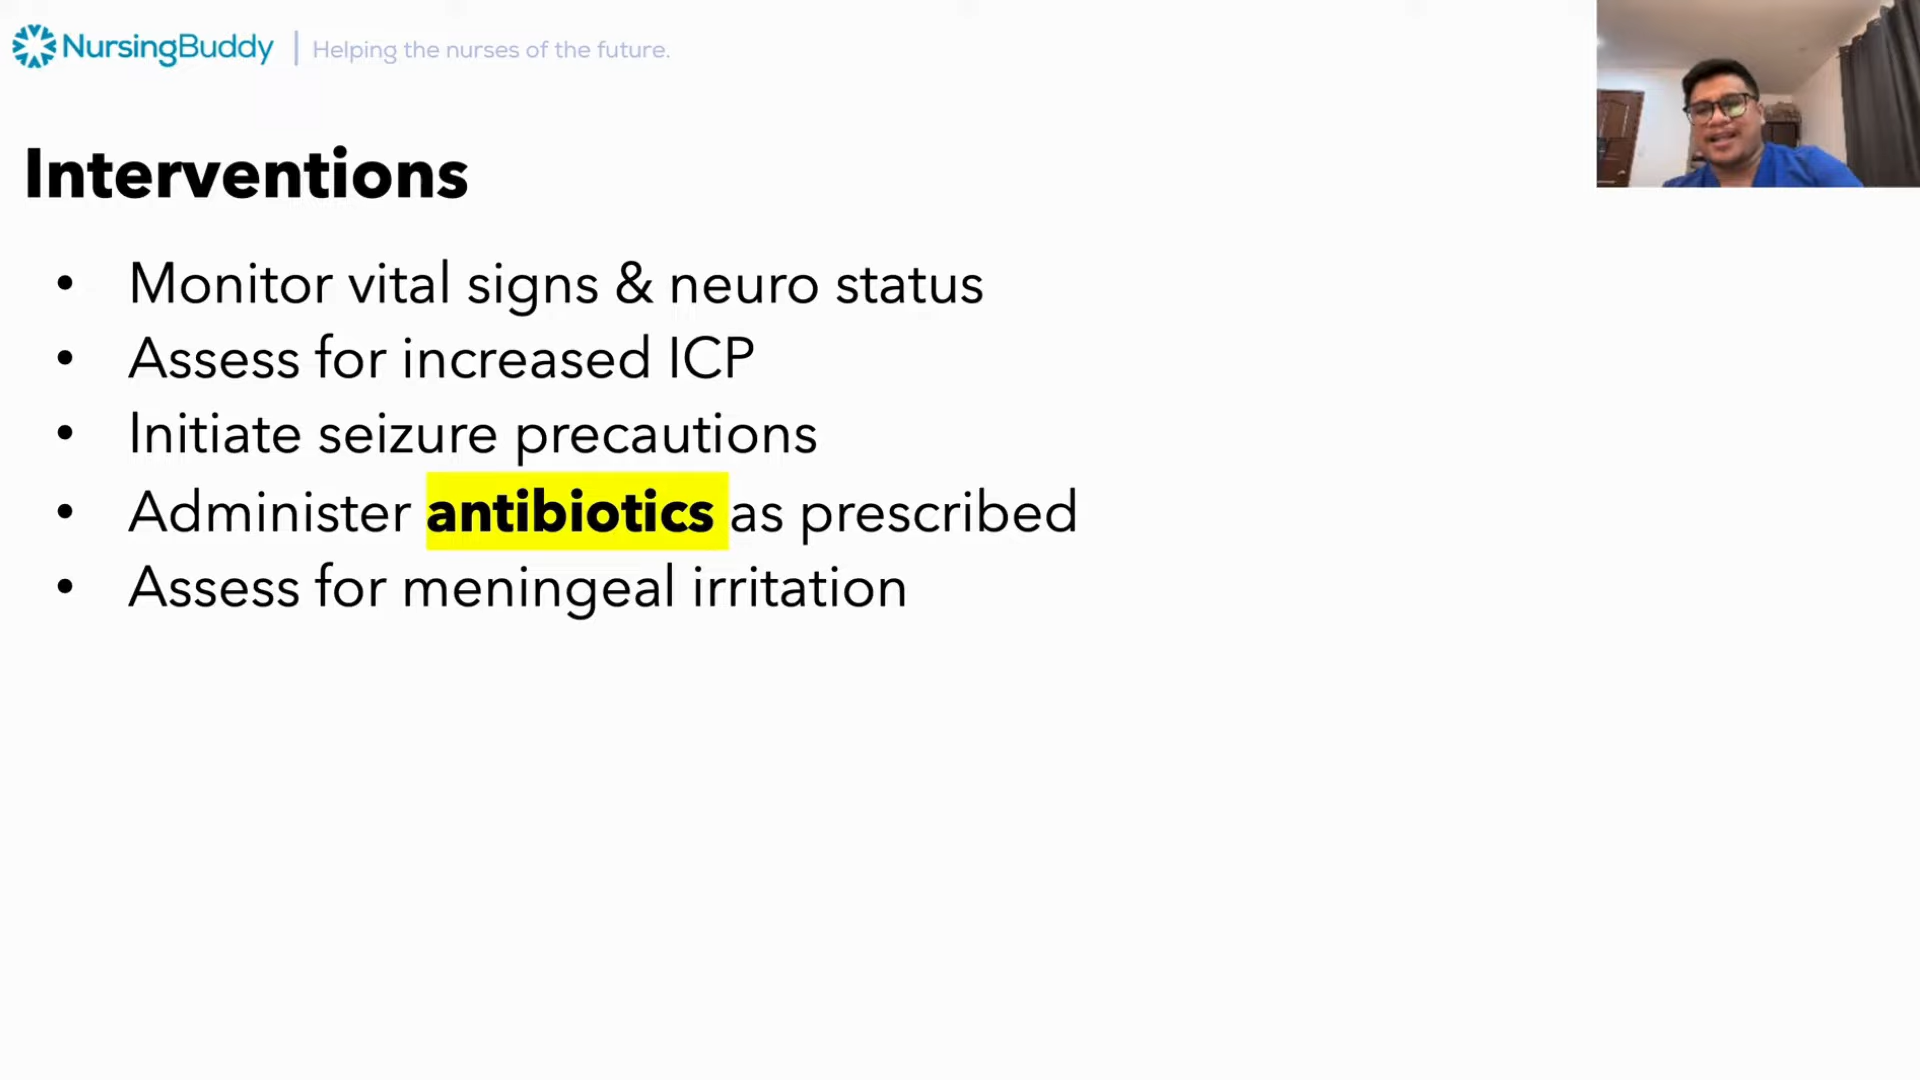 NursingBuddy | Helping the nurses of the future.
Interventions
• Monitor vital signs & neuro status
• Assess for increased ICP
• Initiate seizure precautions
• Administer antibiotics as prescribed
• Assess for meningeal irritation